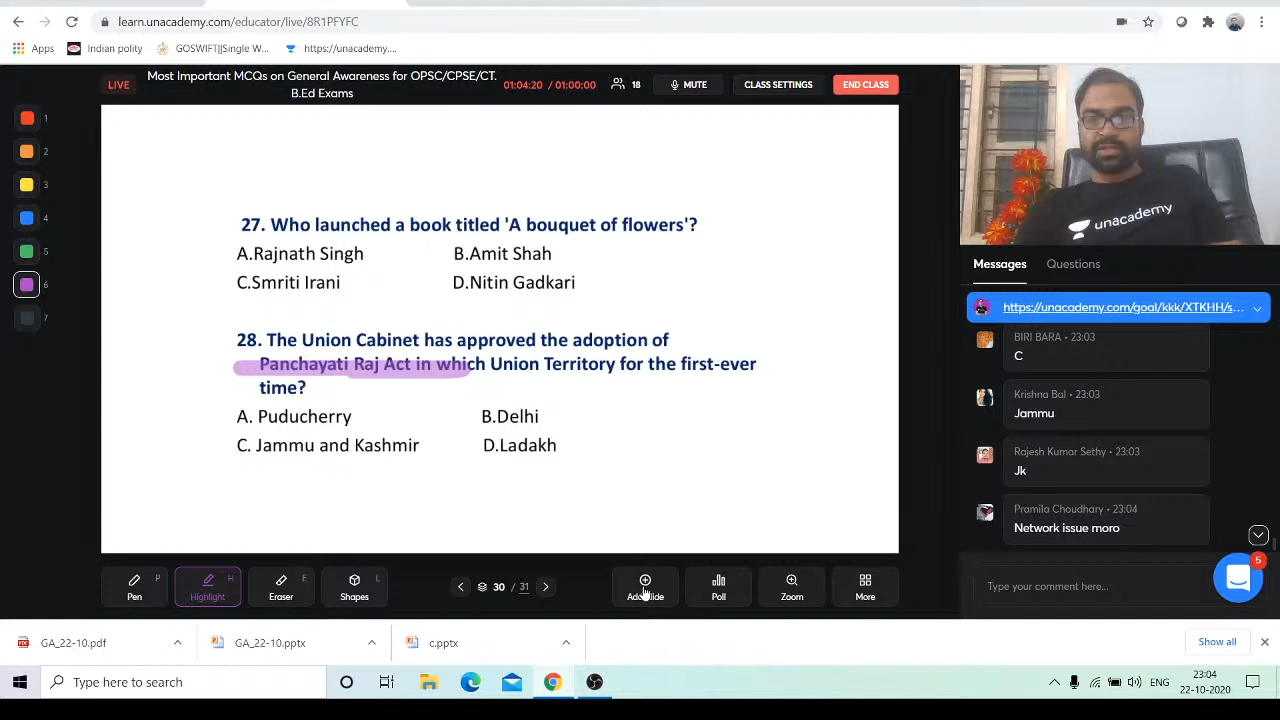 learn.unacademy.com/educator/live/8R1PFYFC
Apps
Indian polity
GOSWIFT||Single W...
https://unacademy....
LIVE
Most Important MCQs on General Awareness for OPSC/CPSE/CT.
B.Ed Exams
01:04:20 / 01:00:00
18
MUTE
CLASS SETTINGS
END CLASS
1
2
3
4
5
6
7
27. Who launched a book titled 'A bouquet of flowers'?
A.Rajnath Singh B.Amit Shah
C.Smriti Irani D.Nitin Gadkari
28. The Union Cabinet has approved the adoption of
Panchayati Raj Act in which Union Territory for the first-ever
time?
A. Puducherry B.Delhi
C. Jammu and Kashmir D.Ladakh
unacademy
Messages
Questions
https://unacademy.com/goal/kkk/XTKHH/s...
BIRI BARA • 23:03
C
Krishna Bal • 23:03
Jammu
Rajesh Kumar Sethy • 23:03
Jk
Pramila Choudhary • 23:04
Network issue moro
Type your comment here...
5
Pen P
Highlight H
Eraser E
Shapes L
30 / 31
Add Slide
Poll
Zoom
More
GA_22-10.pdf
GA_22-10.pptx
c.pptx
Show all
Type here to search
ENG
23:04
22-10-2020